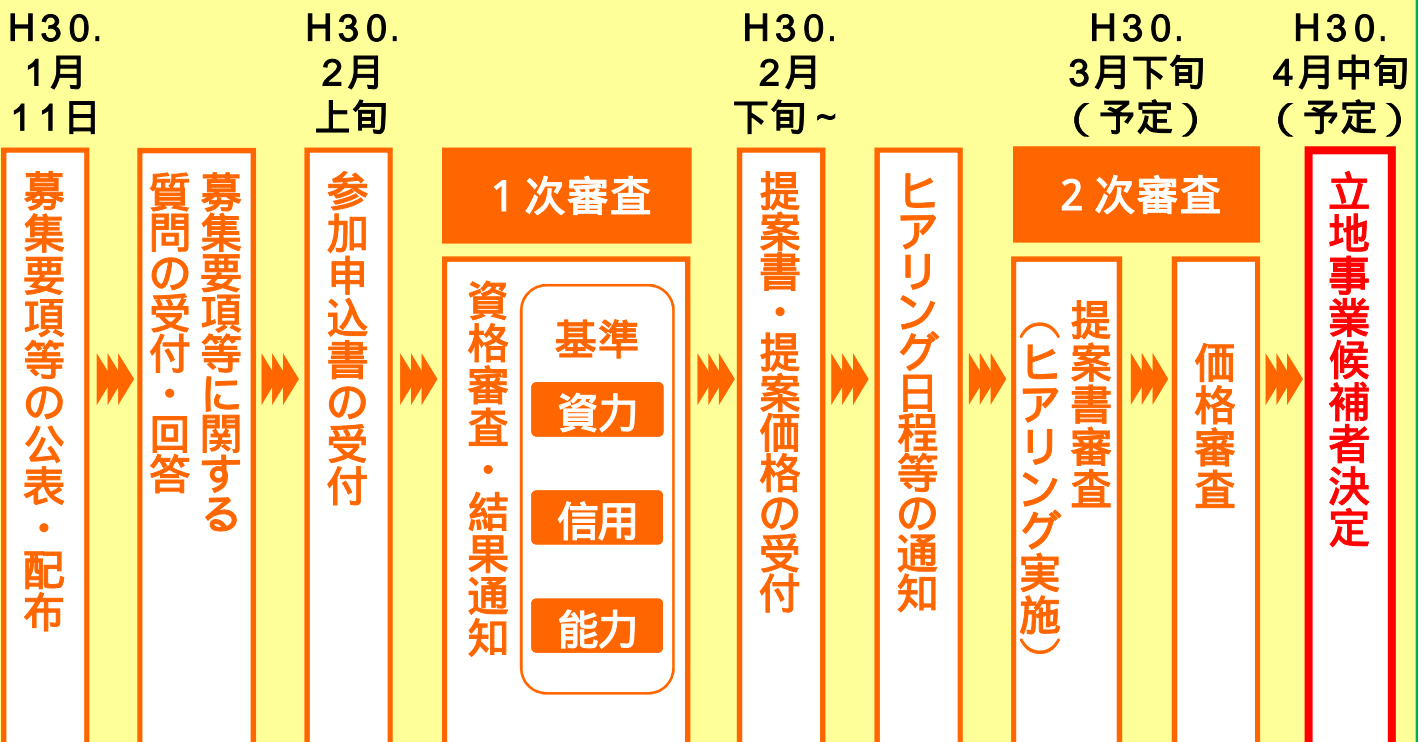 H30.
1月
11日
募集要項等の公表・配布
募集要項等に関する
質問の受付・回答
H30.
2月
上旬
参加申込書の受付
1次審査
資格審査・結果通知
基準
資力
信用
能力
H30.
2月
下旬~
提案書・提案価格の受付
ヒアリング日程等の通知
H30.
3月下旬
(予定)
2次審査
提案書審査
(ヒアリング実施)
価格審査
H30.
4月中旬
(予定)
立地事業候補者決定